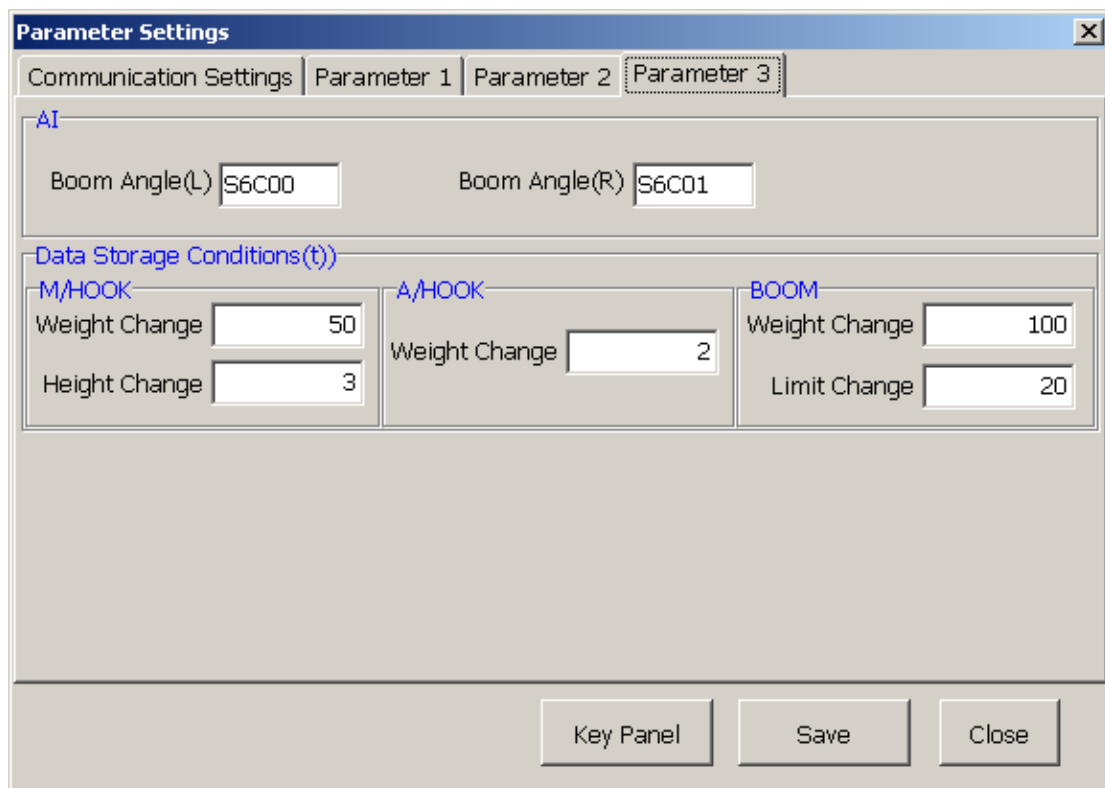 Parameter Settings
Communication Settings Parameter 1 Parameter 2 Parameter 3
AI
Boom Angle(L) S6C00 Boom Angle(R) S6C01
Data Storage Conditions(t))
M/HOOK A/HOOK BOOM
Weight Change 50 Weight Change 2 Weight Change 100
Height Change 3 Limit Change 20
Key Panel Save Close